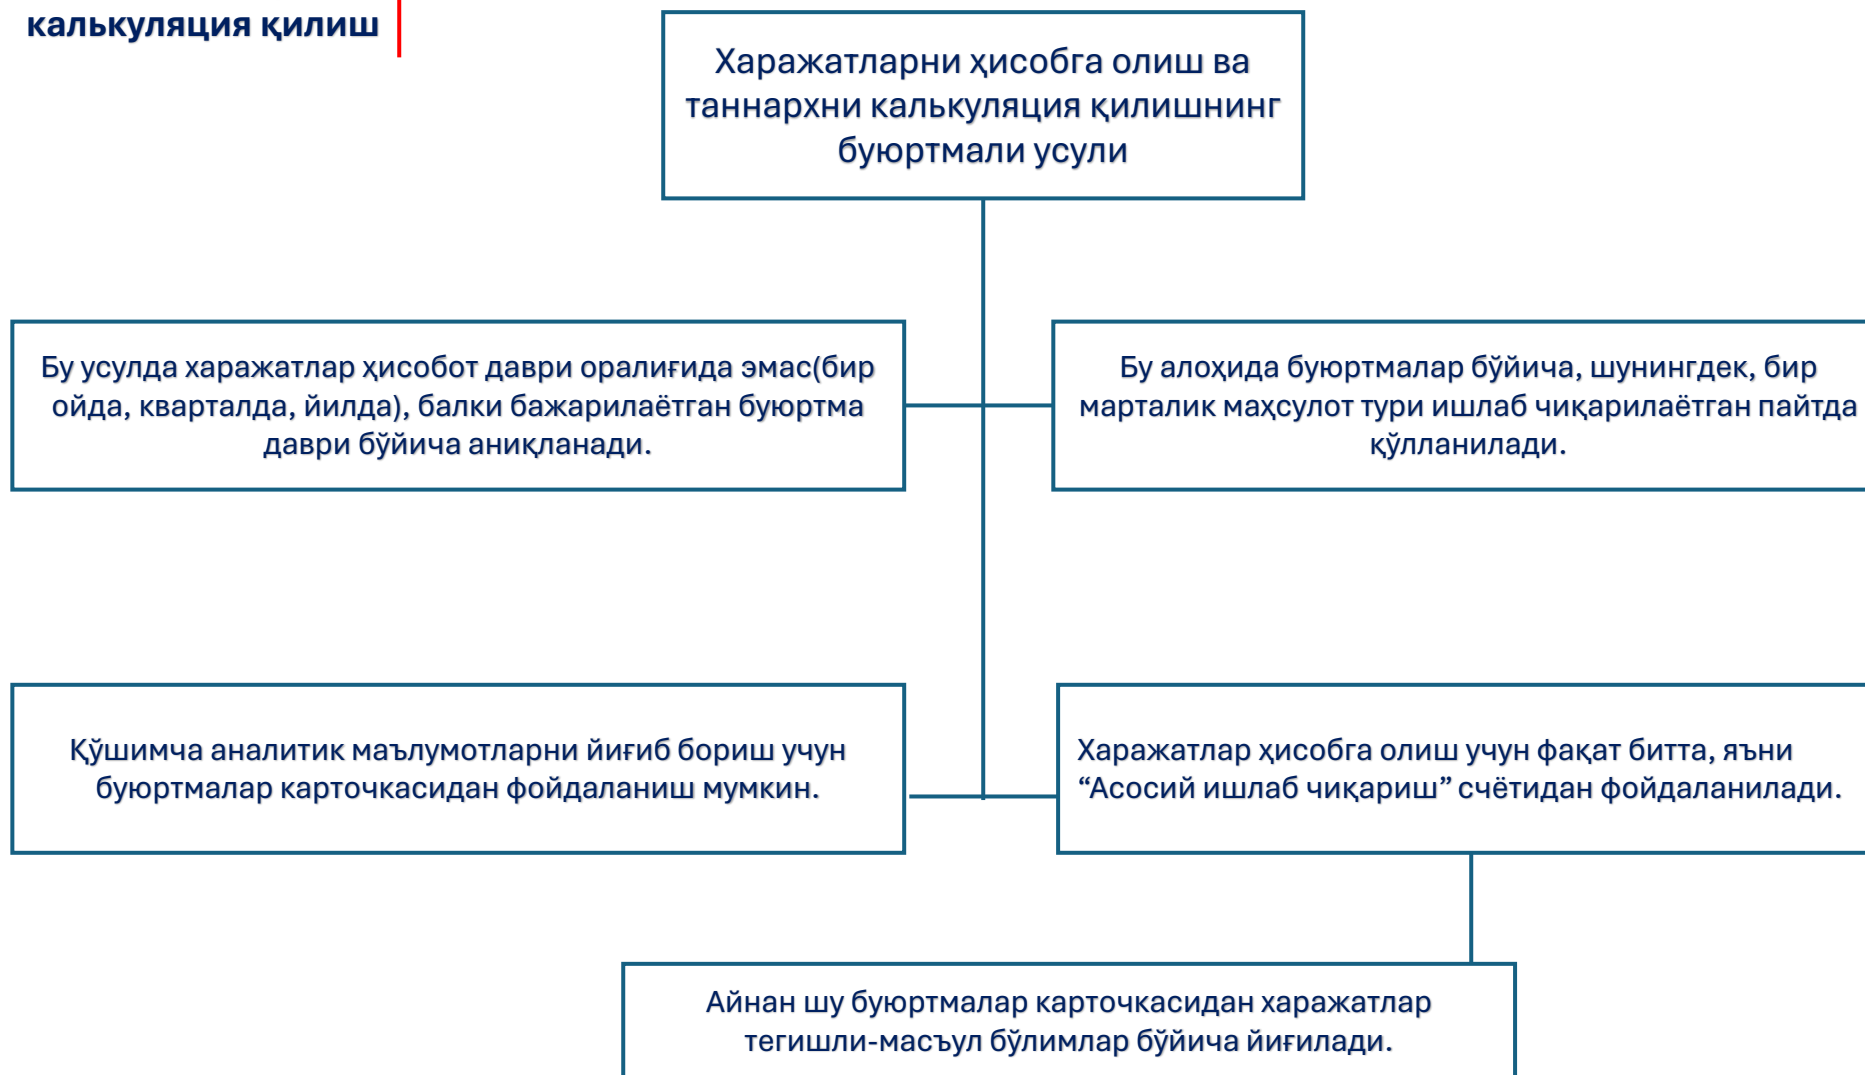 калькуляция қилиш
Харажатларни ҳисобга олиш ва
таннархни калькуляция қилишнинг
буюртмали усули
Бу усулда харажатлар ҳисобот даври оралиғида эмас(бир
ойда, кварталда, йилда), балки бажарилаётган буюртма
даври бўйича аниқланади.
Бу алоҳида буюртмалар бўйича, шунингдек, бир
марталик маҳсулот тури ишлаб чиқарилаётган пайтда
қўлланилади.
Қўшимча аналитик маълумотларни йиғиб бориш учун
буюртмалар карточкасидан фойдаланиш мумкин.
Харажатлар ҳисобга олиш учун фақат битта, яъни
“Асосий ишлаб чиқариш” счётидан фойдаланилади.
Айнан шу буюртмалар карточкасидан харажатлар
тегишли-масъул бўлимлар бўйича йиғилади.